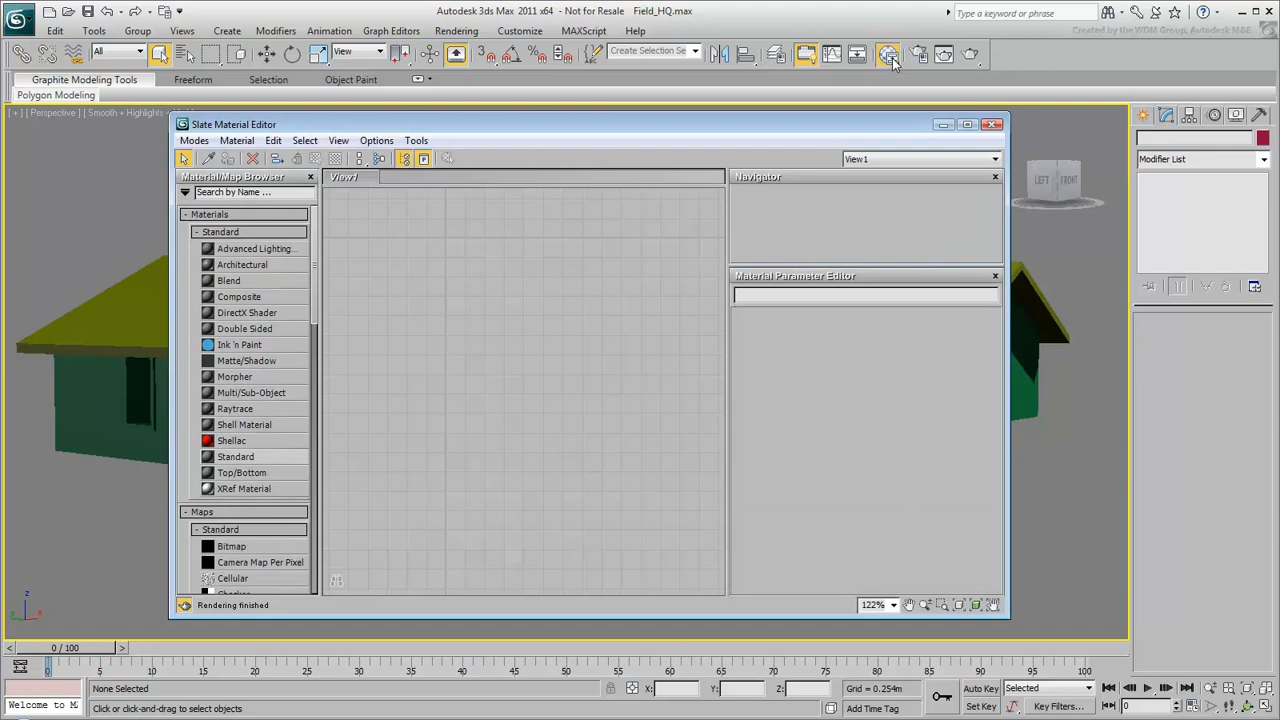 Autodesk 3ds Max 2011 x64 - Not for Resale Field_HQ.max
Type a keyword or phrase
Edit Tools Group Views Create Modifiers Animation Graph Editors Rendering Customize MAXScript Help
Created by the WDM Group, Autodesk M&E
All View Create Selection Se
Graphite Modeling Tools Freeform Selection Object Paint
Polygon Modeling
[ + ] [ Perspective ] [ Smooth + Highlights
Slate Material Editor
Modes Material Edit Select View Options Tools
View1
Material/Map Browser
Search by Name ...
- Materials
- Standard
Advanced Lighting...
Architectural
Blend
Composite
DirectX Shader
Double Sided
Ink 'n Paint
Matte/Shadow
Morpher
Multi/Sub-Object
Raytrace
Shell Material
Shellac
Standard
Top/Bottom
XRef Material
- Maps
- Standard
Bitmap
Camera Map Per Pixel
Cellular
View1
Navigator
Material Parameter Editor
Rendering finished
122%
LEFT FRONT
Modifier List
z
y x
0 / 100
0 5 10 15 20 25 30 35 40 45 50 55 60 65 70 75 80 85 90 95 100
None Selected X: Y: Z: Grid = 0.254m Auto Key Selected
Welcome to M Click or click-and-drag to select objects Add Time Tag Set Key Key Filters... 0